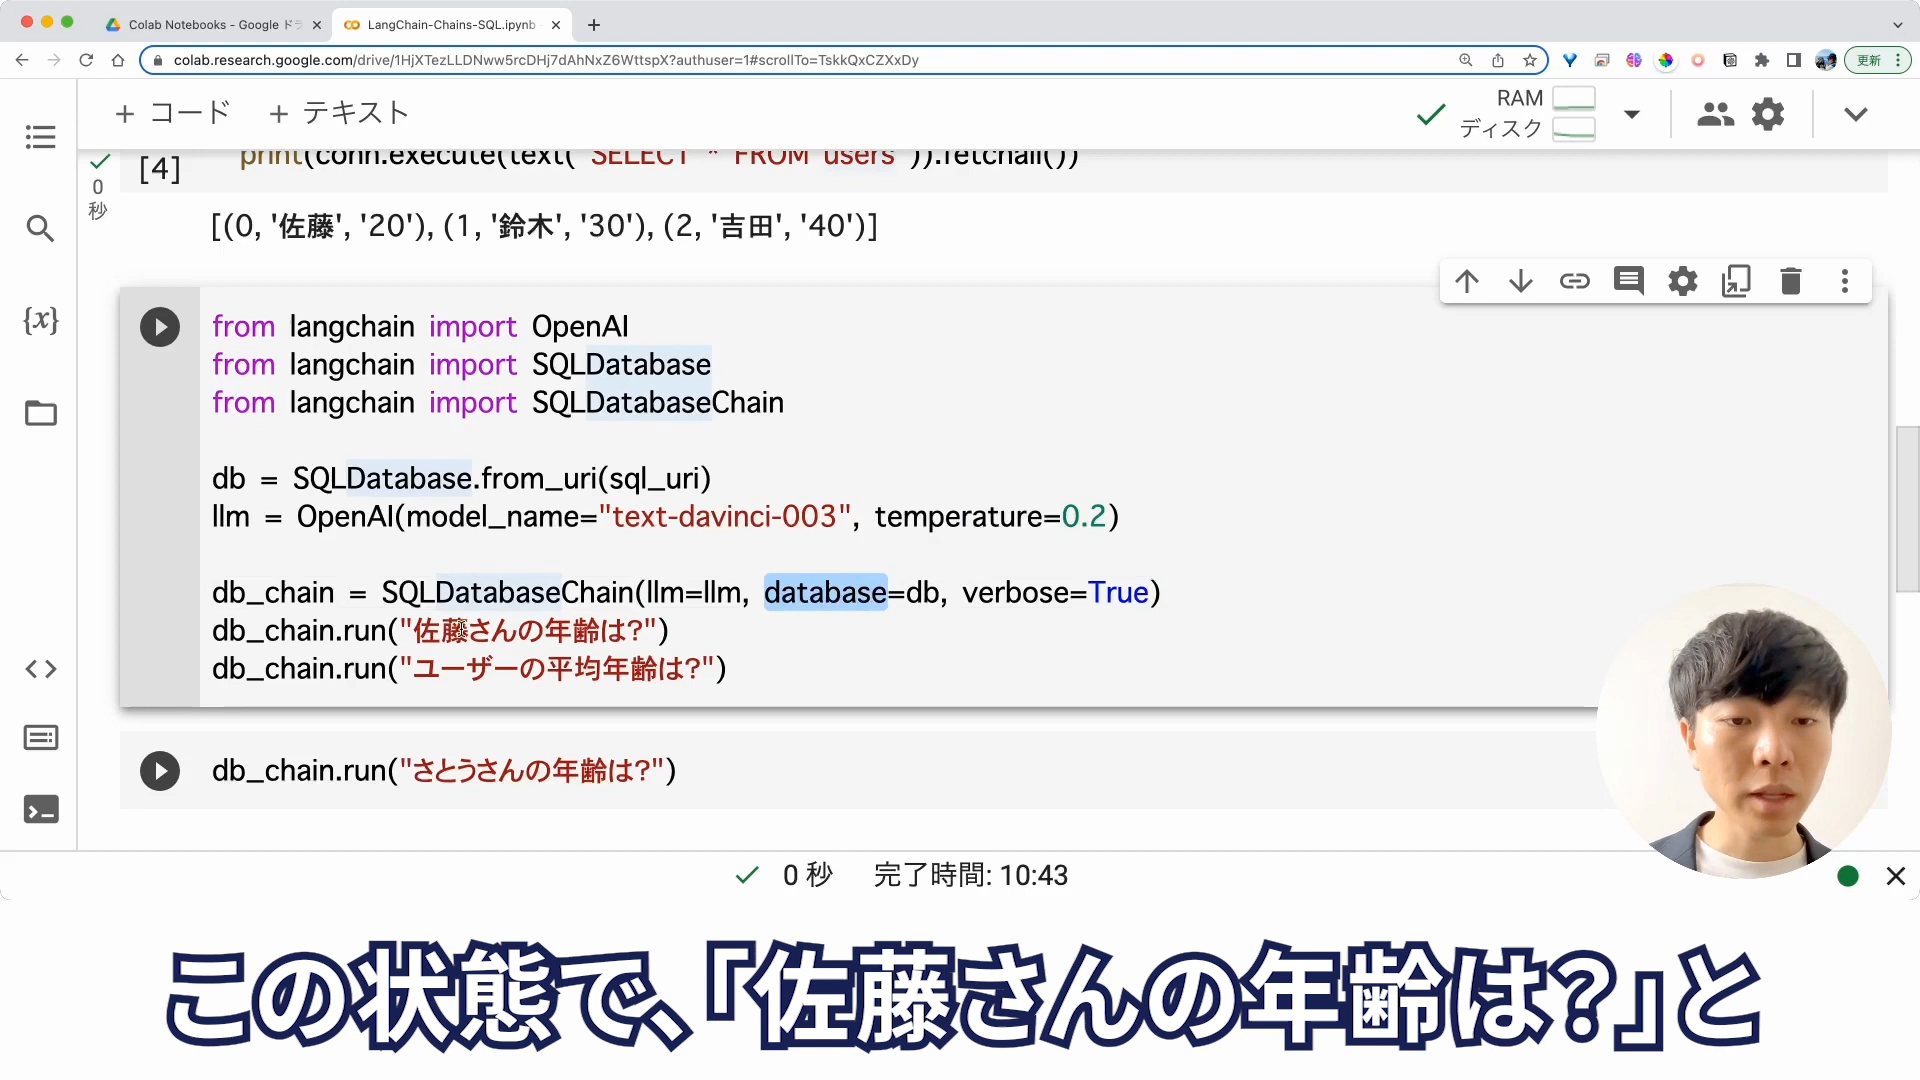 Colab Notebooks - Google ドラ
LangChain-Chains-SQL.ipynb
colab.research.google.com/drive/1HjXTezLLDNww5rcDHj7dAhNxZ6WttspX?authuser=1#scrollTo=TskkQxCZXxDy
更新
+ コード + テキスト
RAM
ディスク
[4]
0
秒
print(conn.execute(text("SELECT * FROM users")).fetchall())
[(0, '佐藤', '20'), (1, '鈴木', '30'), (2, '吉田', '40')]
from langchain import OpenAI
from langchain import SQLDatabase
from langchain import SQLDatabaseChain
db = SQLDatabase.from_uri(sql_uri)
llm = OpenAI(model_name="text-davinci-003", temperature=0.2)
db_chain = SQLDatabaseChain(llm=llm, database=db, verbose=True)
db_chain.run("佐藤さんの年齢は?")
db_chain.run("ユーザーの平均年齢は?")
db_chain.run("さとうさんの年齢は?")
0 秒 完了時間: 10:43
この状態で、「佐藤さんの年齢は?」と